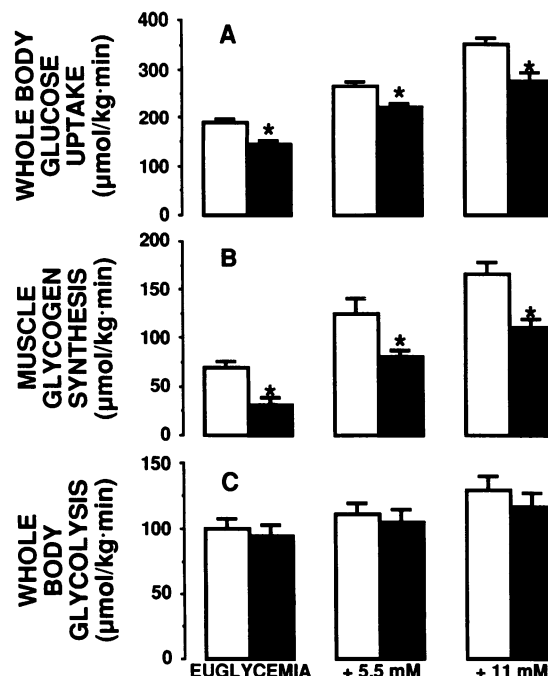 A
WHOLE BODY
GLUCOSE
UPTAKE
(µmol/kg·min)
400
300
200
100
0
*
*
*
B
MUSCLE
GLYCOGEN
SYNTHESIS
(µmol/kg·min)
200
150
100
50
0
*
*
*
C
WHOLE
BODY
GLYCOLYSIS
(µmol/kg·min)
150
100
50
0
EUGLYCEMIA + 5.5 mM + 11 mM